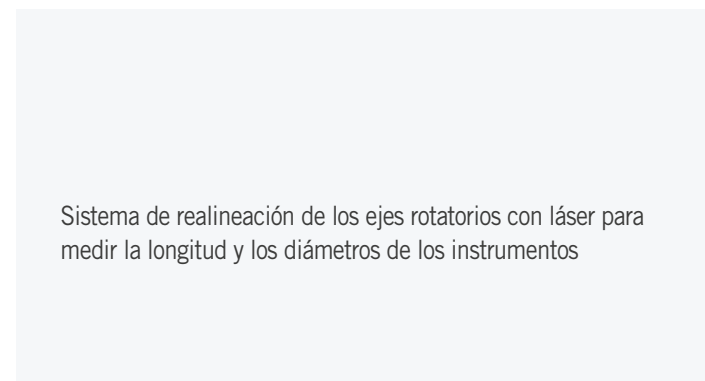 Sistema de realineación de los ejes rotatorios con láser para
medir la longitud y los diámetros de los instrumentos